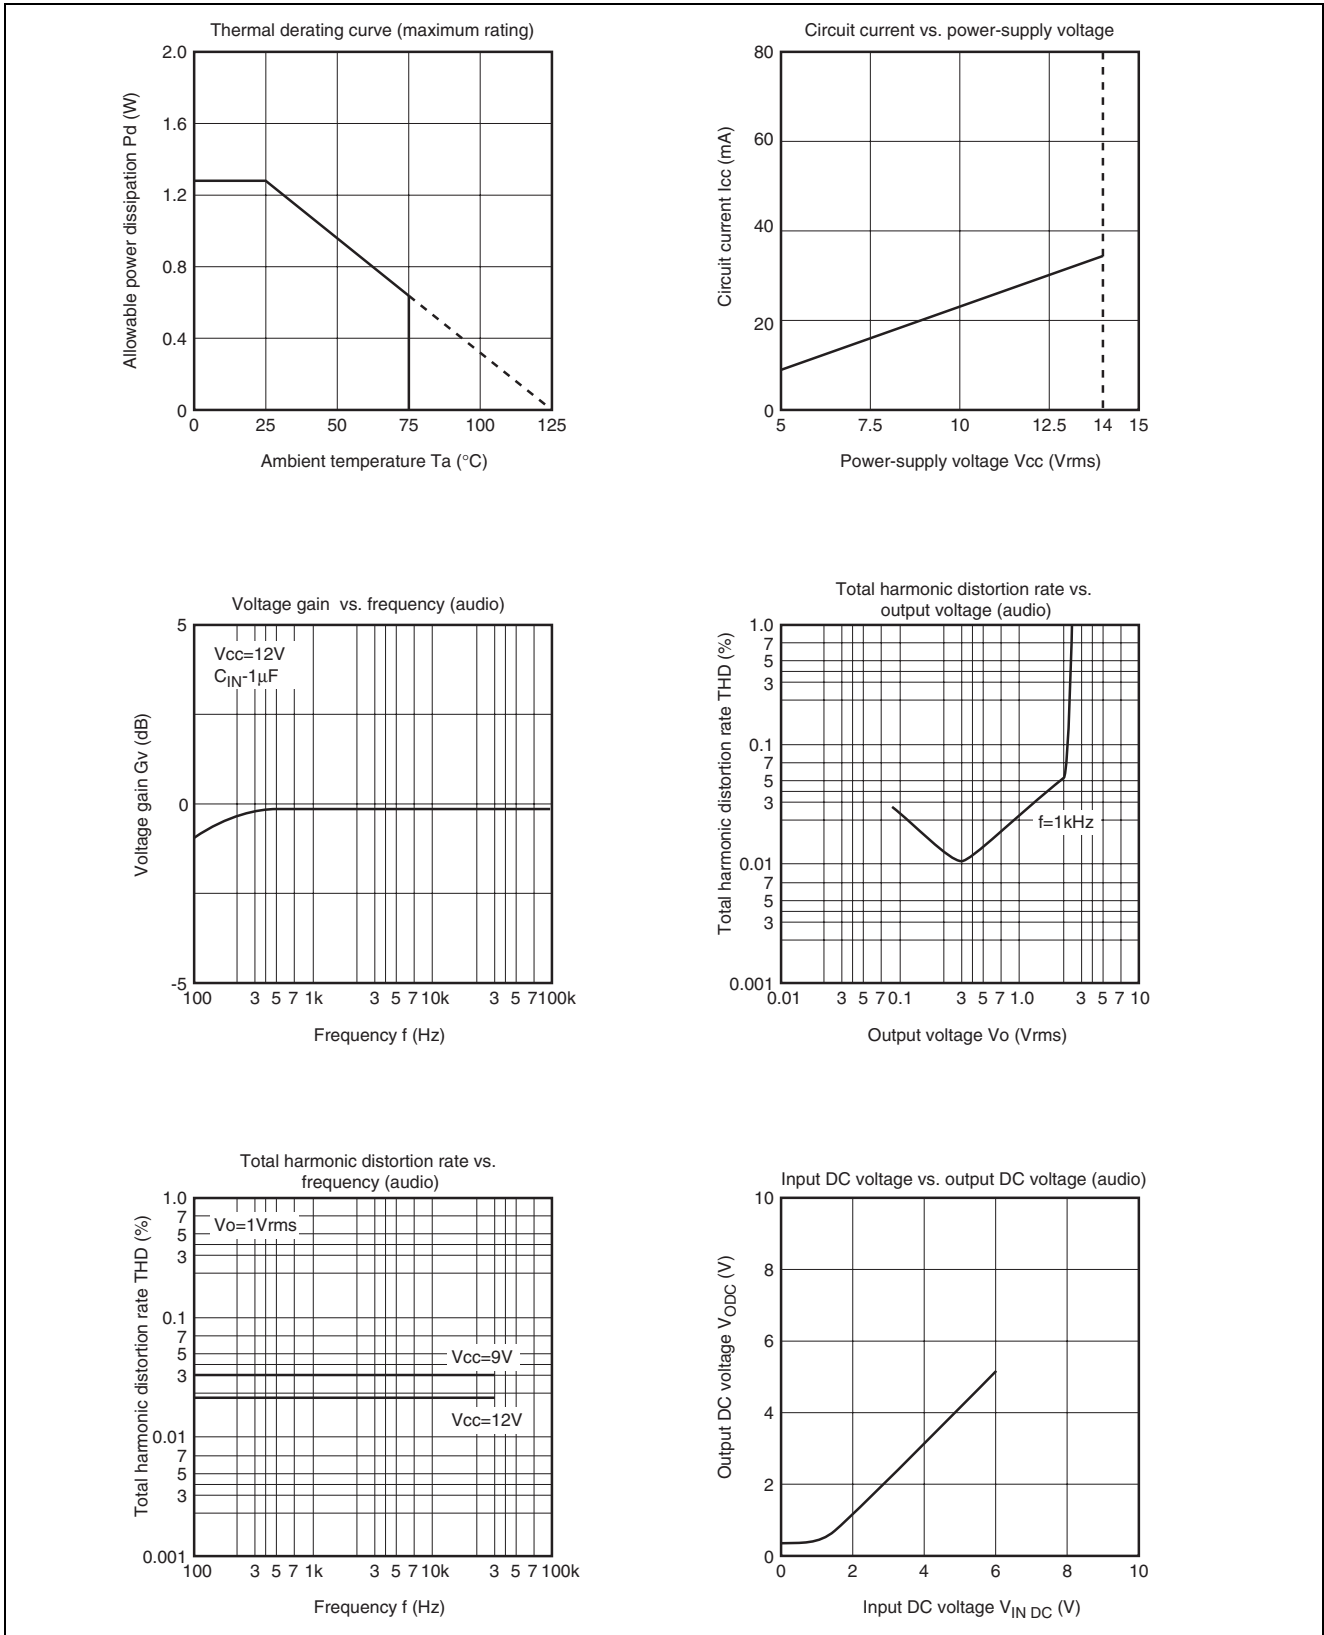 Thermal derating curve (maximum rating)
Allowable power dissipation Pd (W)
2.0
1.6
1.2
0.8
0.4
0
0 25 50 75 100 125
Ambient temperature Ta (°C)
Circuit current vs. power-supply voltage
Circuit current Icc (mA)
80
60
40
20
0
5 7.5 10 12.5 14 15
Power-supply voltage Vcc (Vrms)
Voltage gain vs. frequency (audio)
Voltage gain Gv (dB)
5
0
-5
Vcc=12V
CIN-1μF
100 3 5 7 1k 3 5 7 10k 3 5 7 100k
Frequency f (Hz)
Total harmonic distortion rate vs.
output voltage (audio)
Total harmonic distortion rate THD (%)
1.0
7
5
3
0.1
7
5
3
0.01
7
5
3
0.001
f=1kHz
0.01 3 5 7 0.1 3 5 7 1.0 3 5 7 10
Output voltage Vo (Vrms)
Total harmonic distortion rate vs.
frequency (audio)
Total harmonic distortion rate THD (%)
1.0
7
5
3
0.1
7
5
3
0.01
7
5
3
0.001
Vo=1Vrms
Vcc=9V
Vcc=12V
100 3 5 7 1k 3 5 7 10k 3 5 7 100k
Frequency f (Hz)
Input DC voltage vs. output DC voltage (audio)
Output DC voltage VODC (V)
10
8
6
4
2
0
0 2 4 6 8 10
Input DC voltage VIN DC (V)